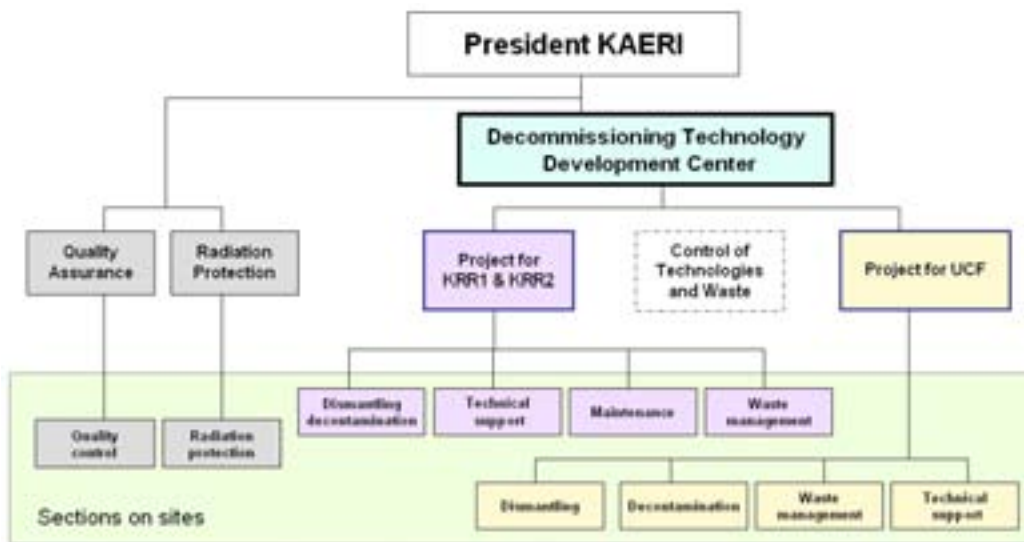 President KAERI
Decommissioning Technology
Development Center
Quality
Assurance
Radiation
Protection
Project for
KRR1 & KRR2
Control of
Technologies
and Waste
Project for UCF
Dismantling
decontamination
Technical
support
Maintenance
Waste
management
Quality
control
Radiation
protection
Dismantling
Decontamination
Waste
management
Technical
support
Sections on sites